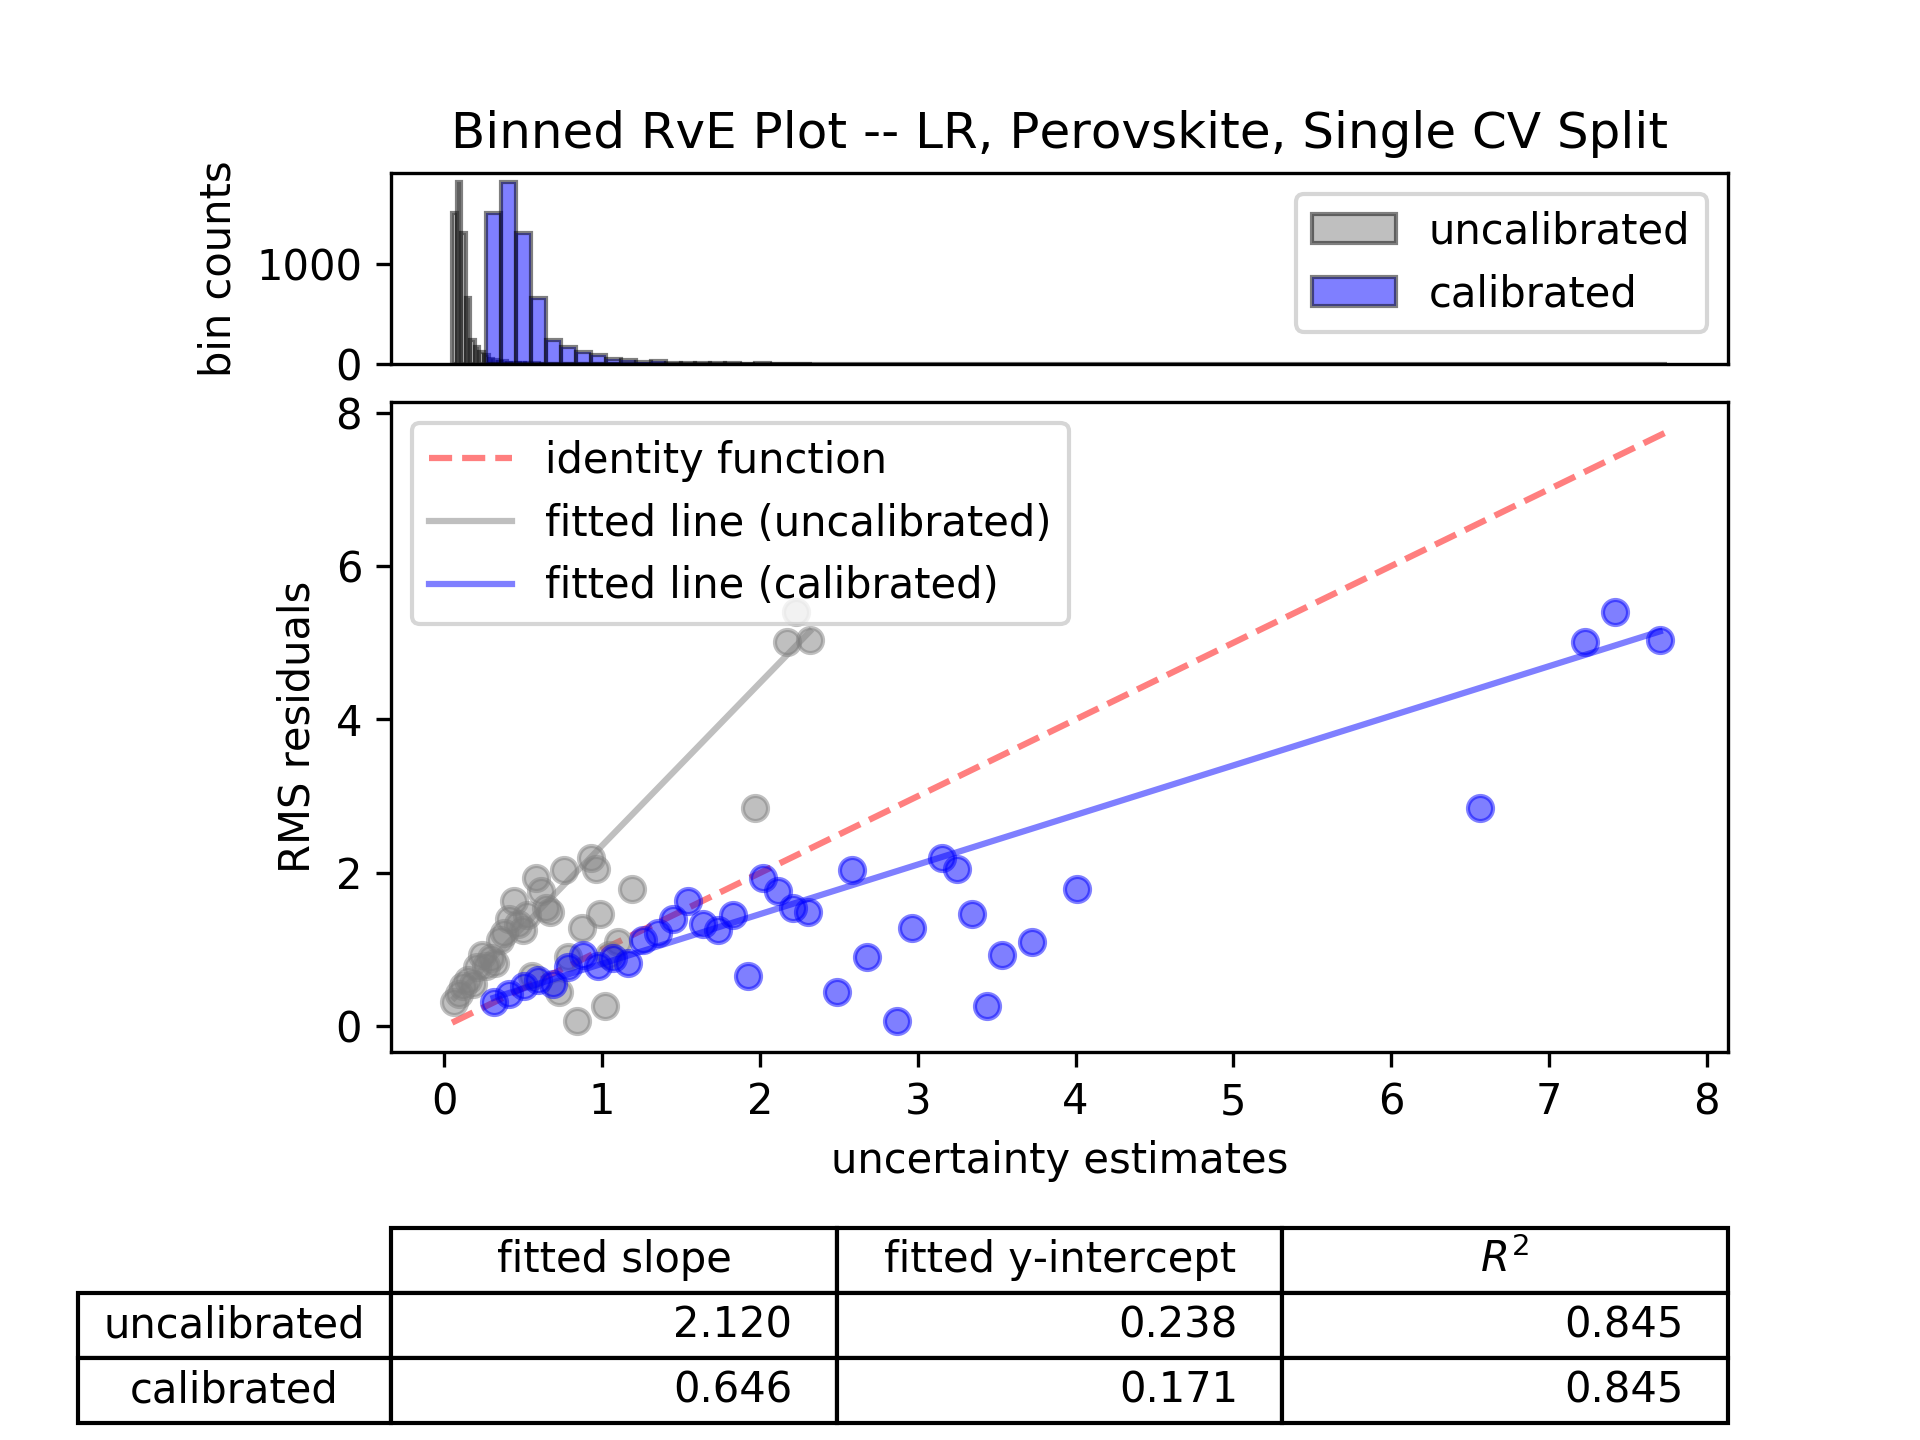 Binned RvE Plot -- LR, Perovskite, Single CV Split
bin counts
1000
0
uncalibrated
calibrated
RMS residuals
8
6
4
2
0
identity function
fitted line (uncalibrated)
fitted line (calibrated)
0 1 2 3 4 5 6 7 8
uncertainty estimates
fitted slope fitted y-intercept R²
uncalibrated 2.120 0.238 0.845
calibrated 0.646 0.171 0.845